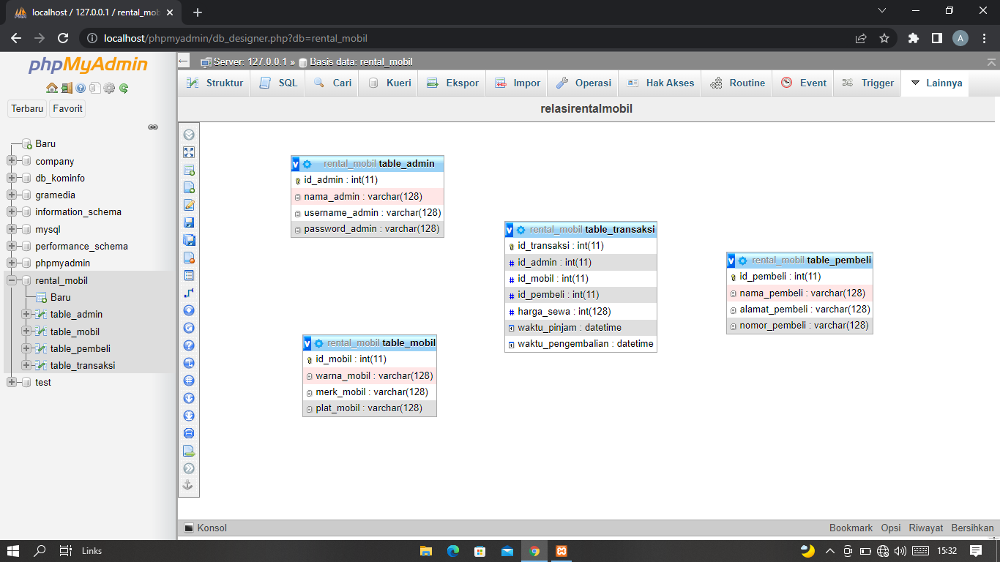 localhost / 127.0.0.1 / rental_mob
localhost/phpmyadmin/db_designer.php?db=rental_mobil
A
phpMyAdmin
Terbaru Favorit
Baru
company
db_kominfo
gramedia
information_schema
mysql
performance_schema
phpmyadmin
rental_mobil
Baru
table_admin
table_mobil
table_pembeli
table_transaksi
test
Server: 127.0.0.1 » Basis data: rental_mobil
Struktur SQL Cari Kueri Ekspor Impor Operasi Hak Akses Routine Event Trigger Lainnya
relasirentalmobil
v rental_mobil table_admin
id_admin : int(11)
nama_admin : varchar(128)
username_admin : varchar(128)
password_admin : varchar(128)
v rental_mobil table_mobil
id_mobil : int(11)
warna_mobil : varchar(128)
merk_mobil : varchar(128)
plat_mobil : varchar(128)
v rental_mobil table_transaksi
id_transaksi : int(11)
# id_admin : int(11)
# id_mobil : int(11)
# id_pembeli : int(11)
# harga_sewa : int(128)
waktu_pinjam : datetime
waktu_pengembalian : datetime
v rental_mobil table_pembeli
id_pembeli : int(11)
nama_pembeli : varchar(128)
alamat_pembeli : varchar(128)
nomor_pembeli : varchar(128)
Konsol
Bookmark Opsi Riwayat Bersihkan
Links
15:32